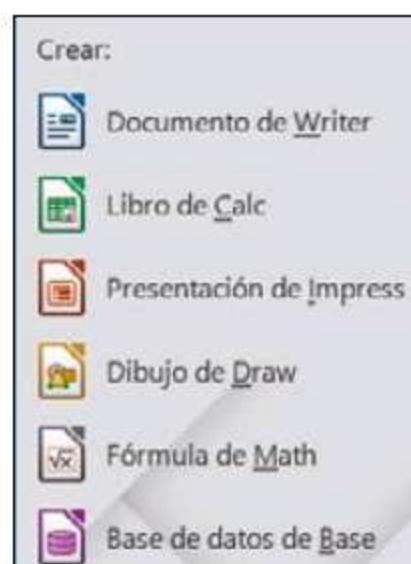 Crear:
Documento de Writer
Libro de Calc
Presentación de Impress
Dibujo de Draw
Fórmula de Math
Base de datos de Base